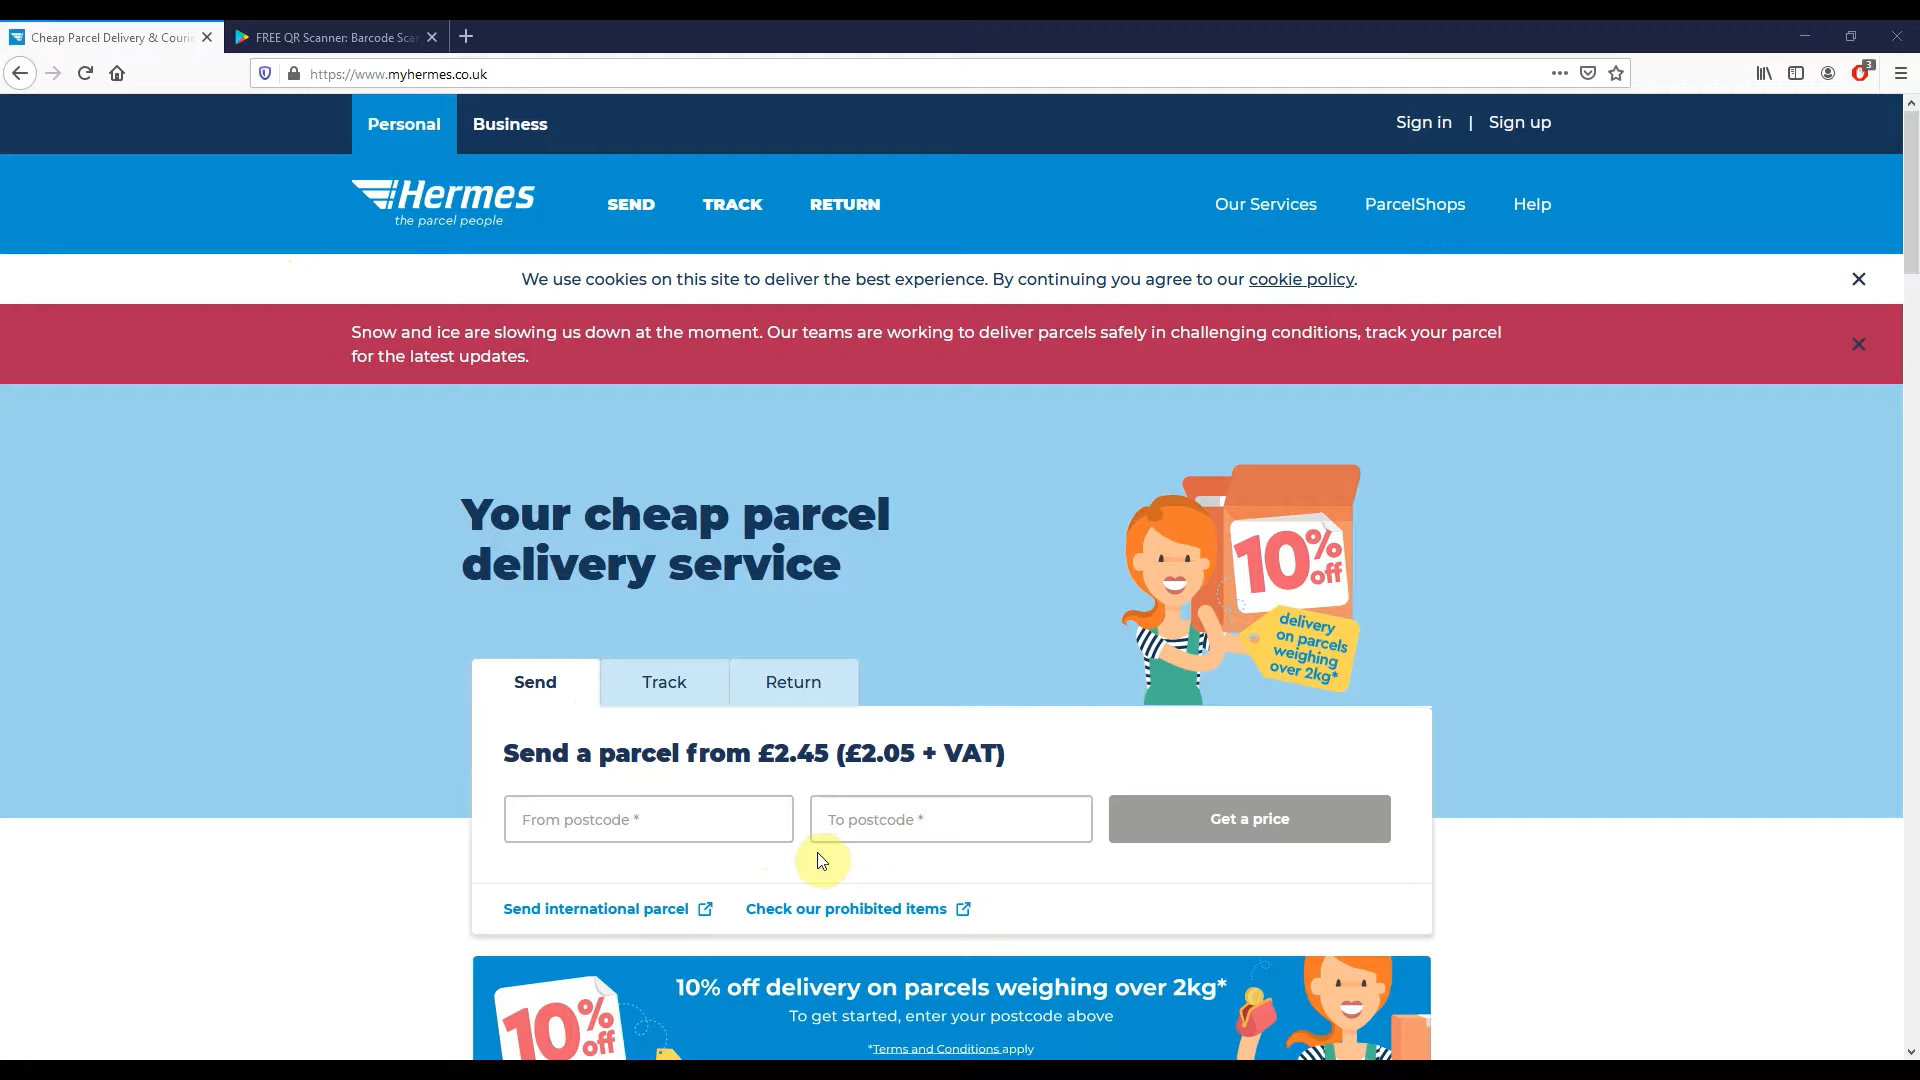 Cheap Parcel Delivery & Courie
FREE QR Scanner: Barcode Scan
https://www.myhermes.co.uk
3
Personal
Business
Sign in | Sign up
Hermes
the parcel people
SEND
TRACK
RETURN
Our Services
ParcelShops
Help
We use cookies on this site to deliver the best experience. By continuing you agree to our cookie policy.
Snow and ice are slowing us down at the moment. Our teams are working to deliver parcels safely in challenging conditions, track your parcel
for the latest updates.
Your cheap parcel
delivery service
10%
off
delivery
on parcels
weighing
over 2kg*
Send
Track
Return
Send a parcel from £2.45 (£2.05 + VAT)
From postcode *
To postcode *
Get a price
Send international parcel
Check our prohibited items
10%
off
10% off delivery on parcels weighing over 2kg*
To get started, enter your postcode above
*Terms and Conditions apply